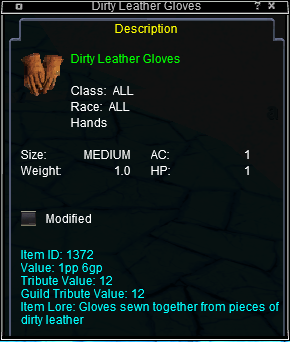 Dirty Leather Gloves ? x
Description
Dirty Leather Gloves
Class: ALL
Race: ALL
Hands
Size: MEDIUM AC: 1
Weight: 1.0 HP: 1
Modified
Item ID: 1372
Value: 1pp 6gp
Tribute Value: 12
Guild Tribute Value: 12
Item Lore: Gloves sewn together from pieces of
dirty leather